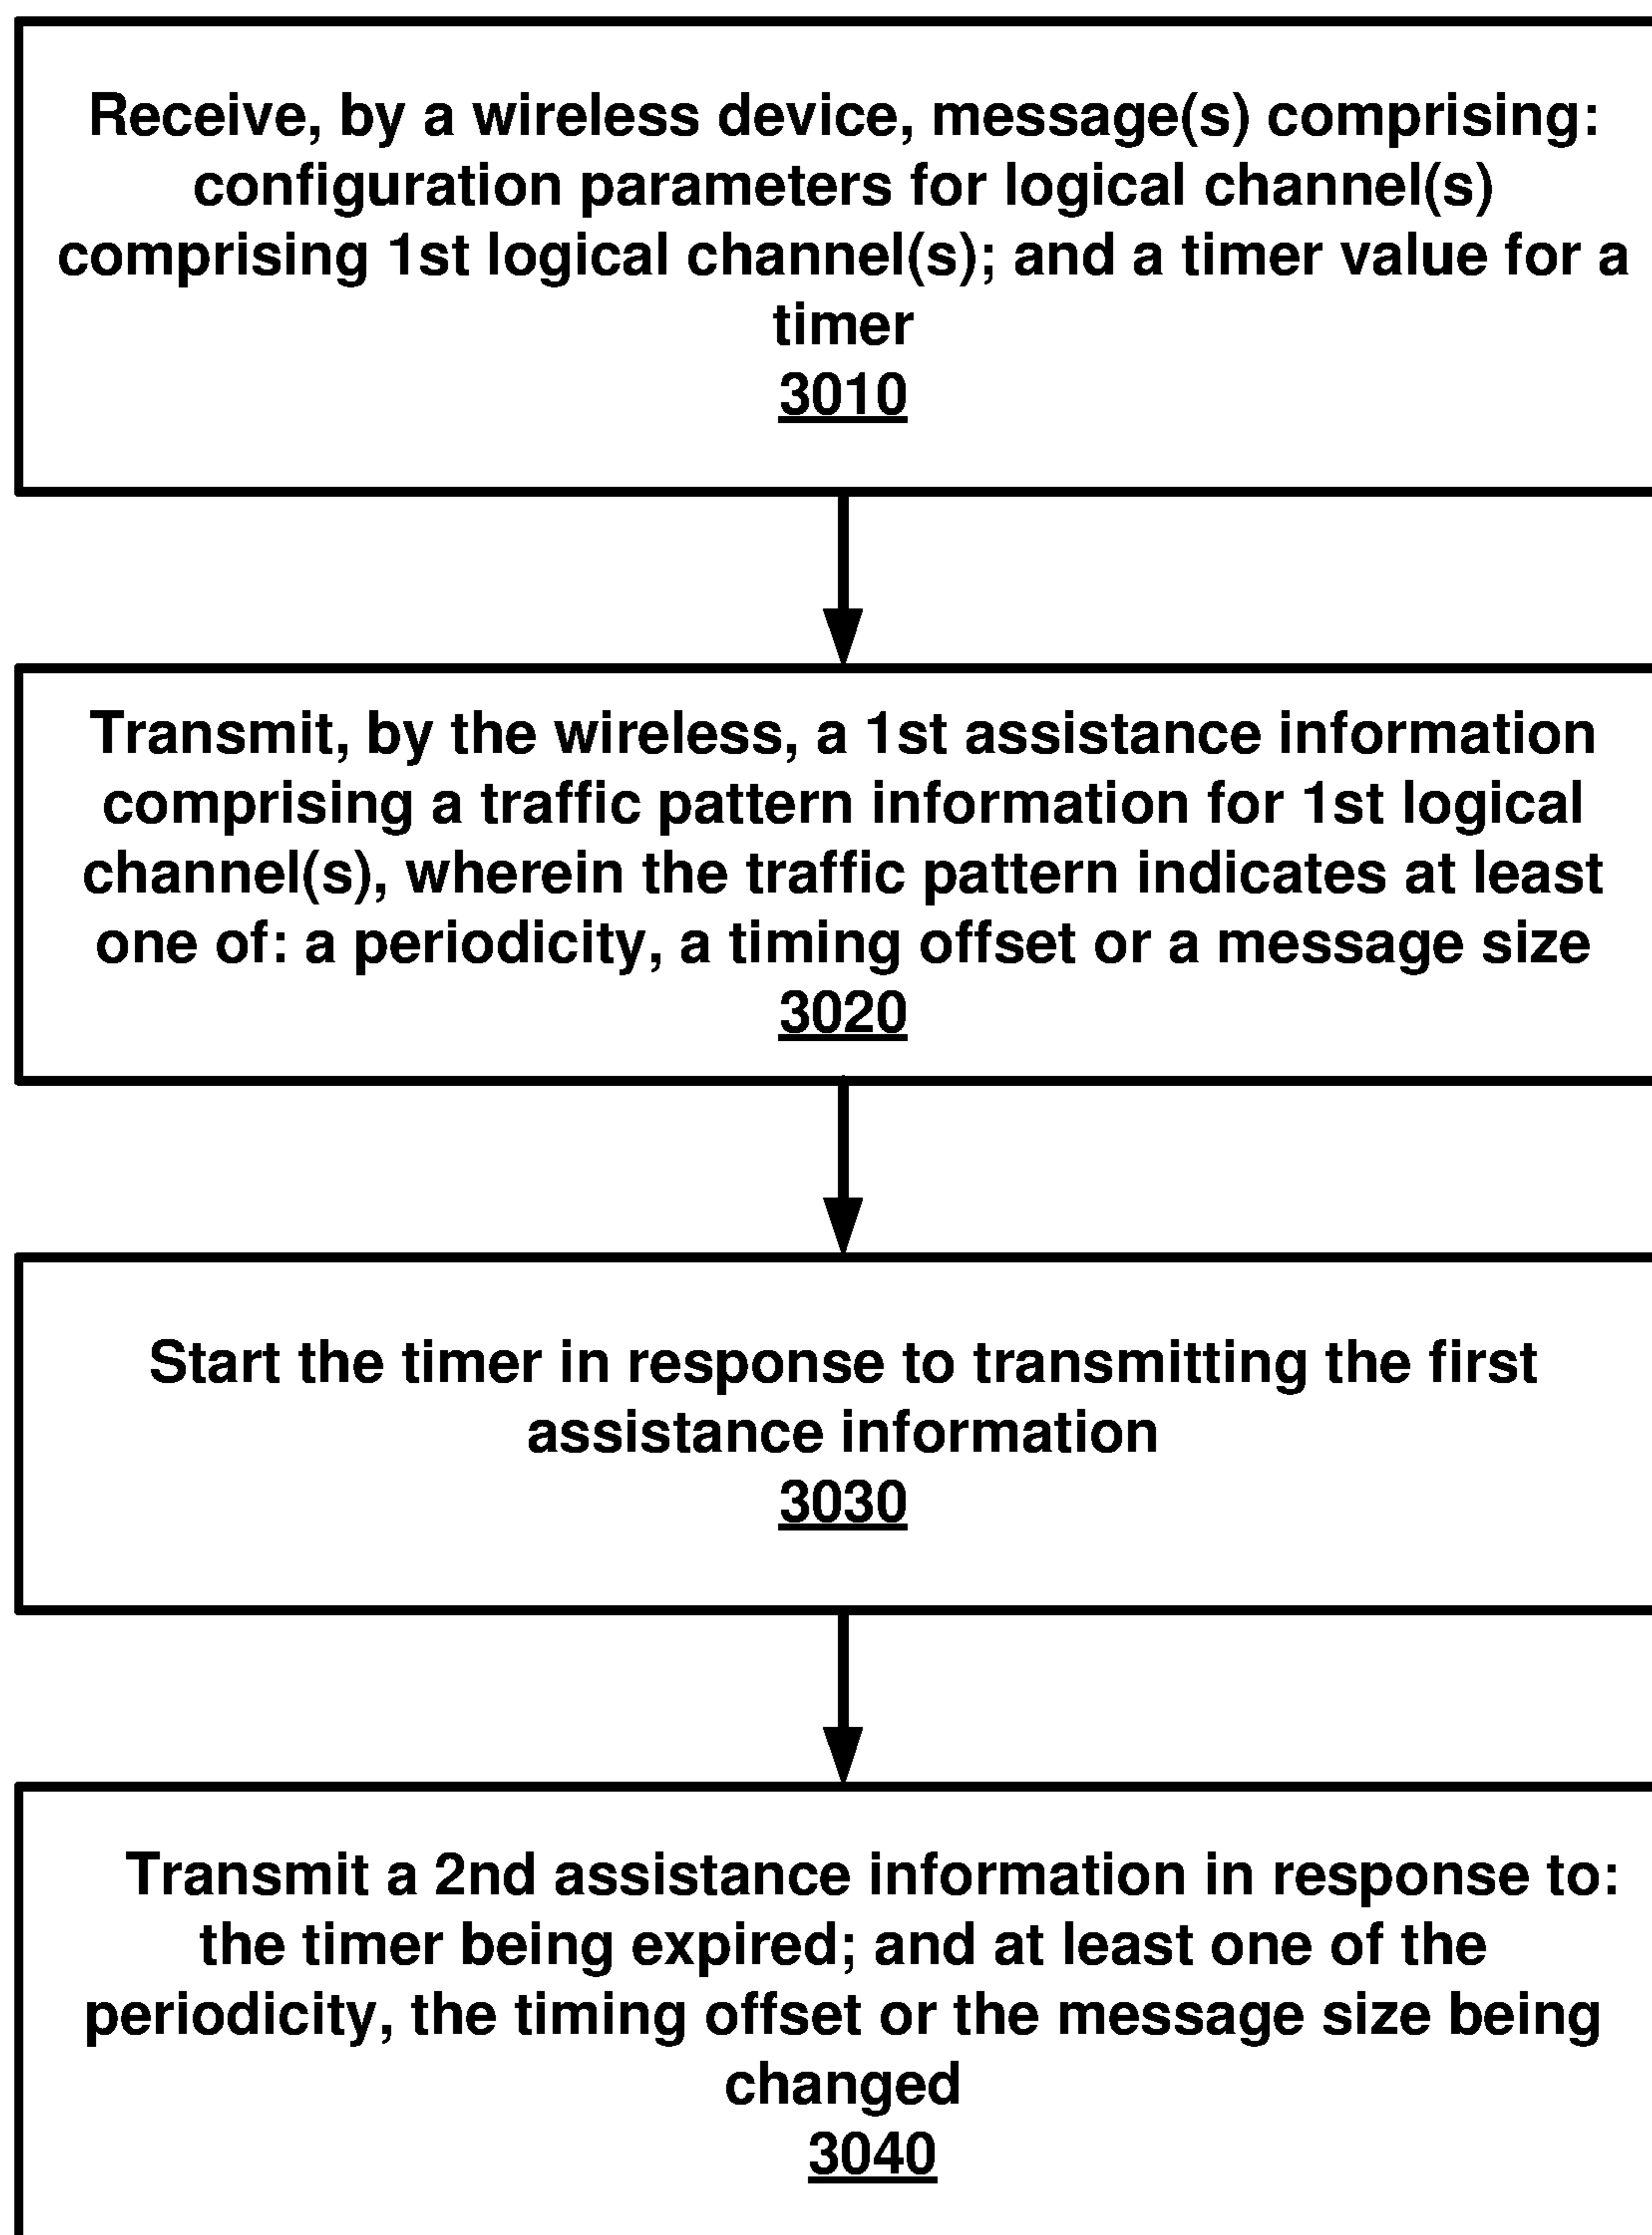 Receive, by a wireless device, message(s) comprising:
configuration parameters for logical channel(s)
comprising 1st logical channel(s); and a timer value for a
timer
3010
Transmit, by the wireless, a 1st assistance information
comprising a traffic pattern information for 1st logical
channel(s), wherein the traffic pattern indicates at least
one of: a periodicity, a timing offset or a message size
3020
Start the timer in response to transmitting the first
assistance information
3030
Transmit a 2nd assistance information in response to:
the timer being expired; and at least one of the
periodicity, the timing offset or the message size being
changed
3040